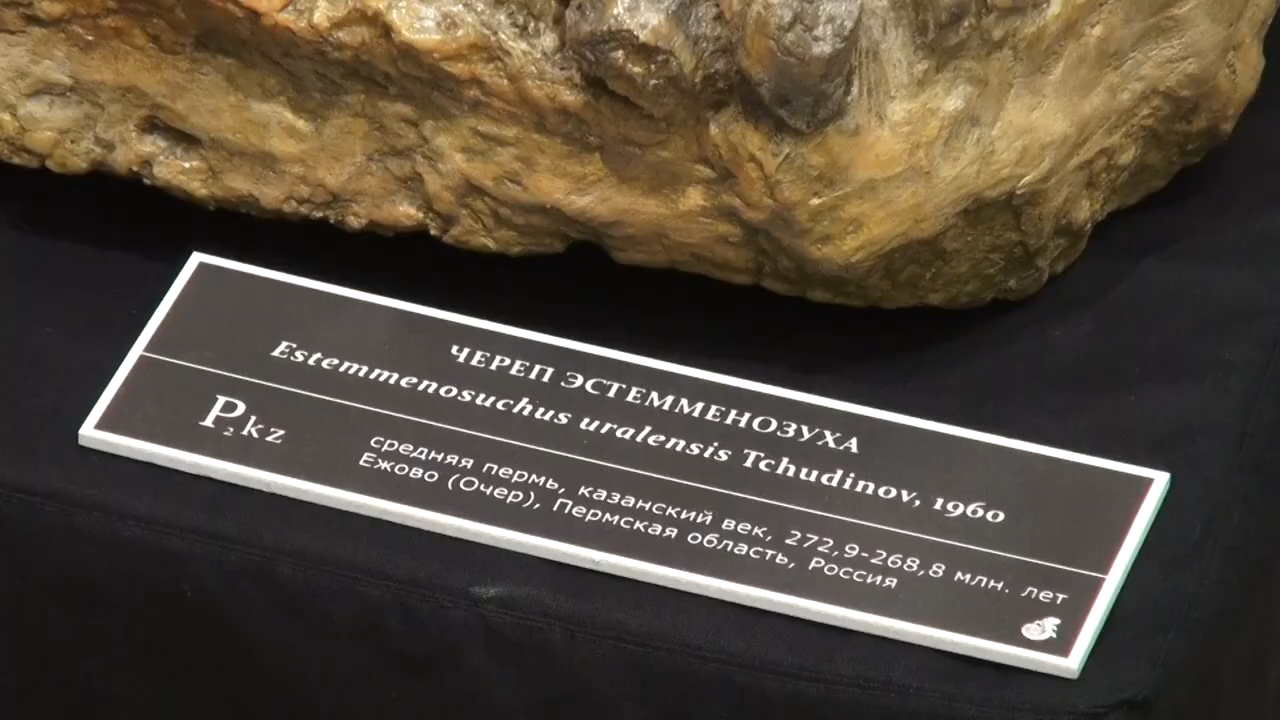 ЧЕРЕП ЭСТЕММЕНОЗУХА
Estemmenosuchus uralensis Tchudinov, 1960
P₂kz
средняя пермь, казанский век, 272,9-268,8 млн. лет
Ежово (Очер), Пермская область, Россия